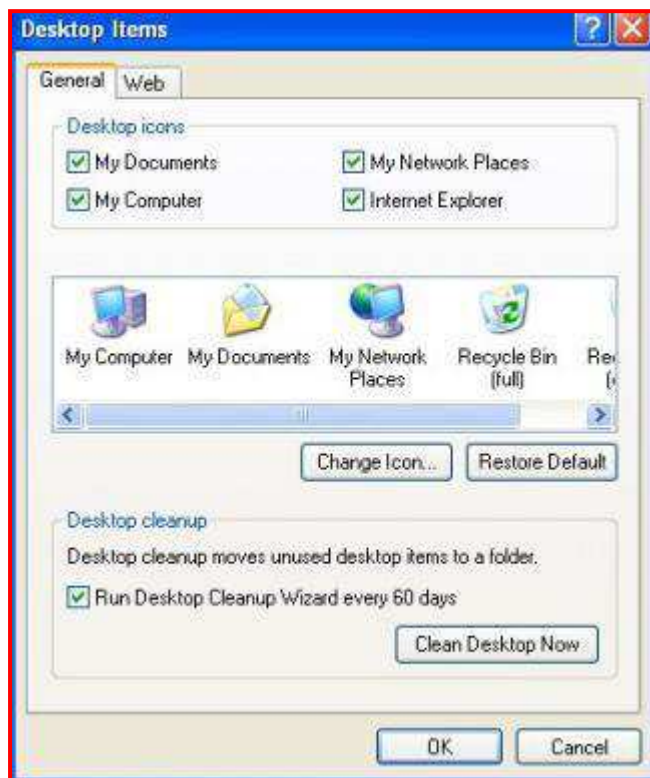 Desktop Items
General Web
Desktop icons
My Documents My Network Places
My Computer Internet Explorer
My Computer My Documents My Network Places Recycle Bin (full) Rec
Change Icon... Restore Default
Desktop cleanup
Desktop cleanup moves unused desktop items to a folder.
Run Desktop Cleanup Wizard every 60 days
Clean Desktop Now
OK Cancel